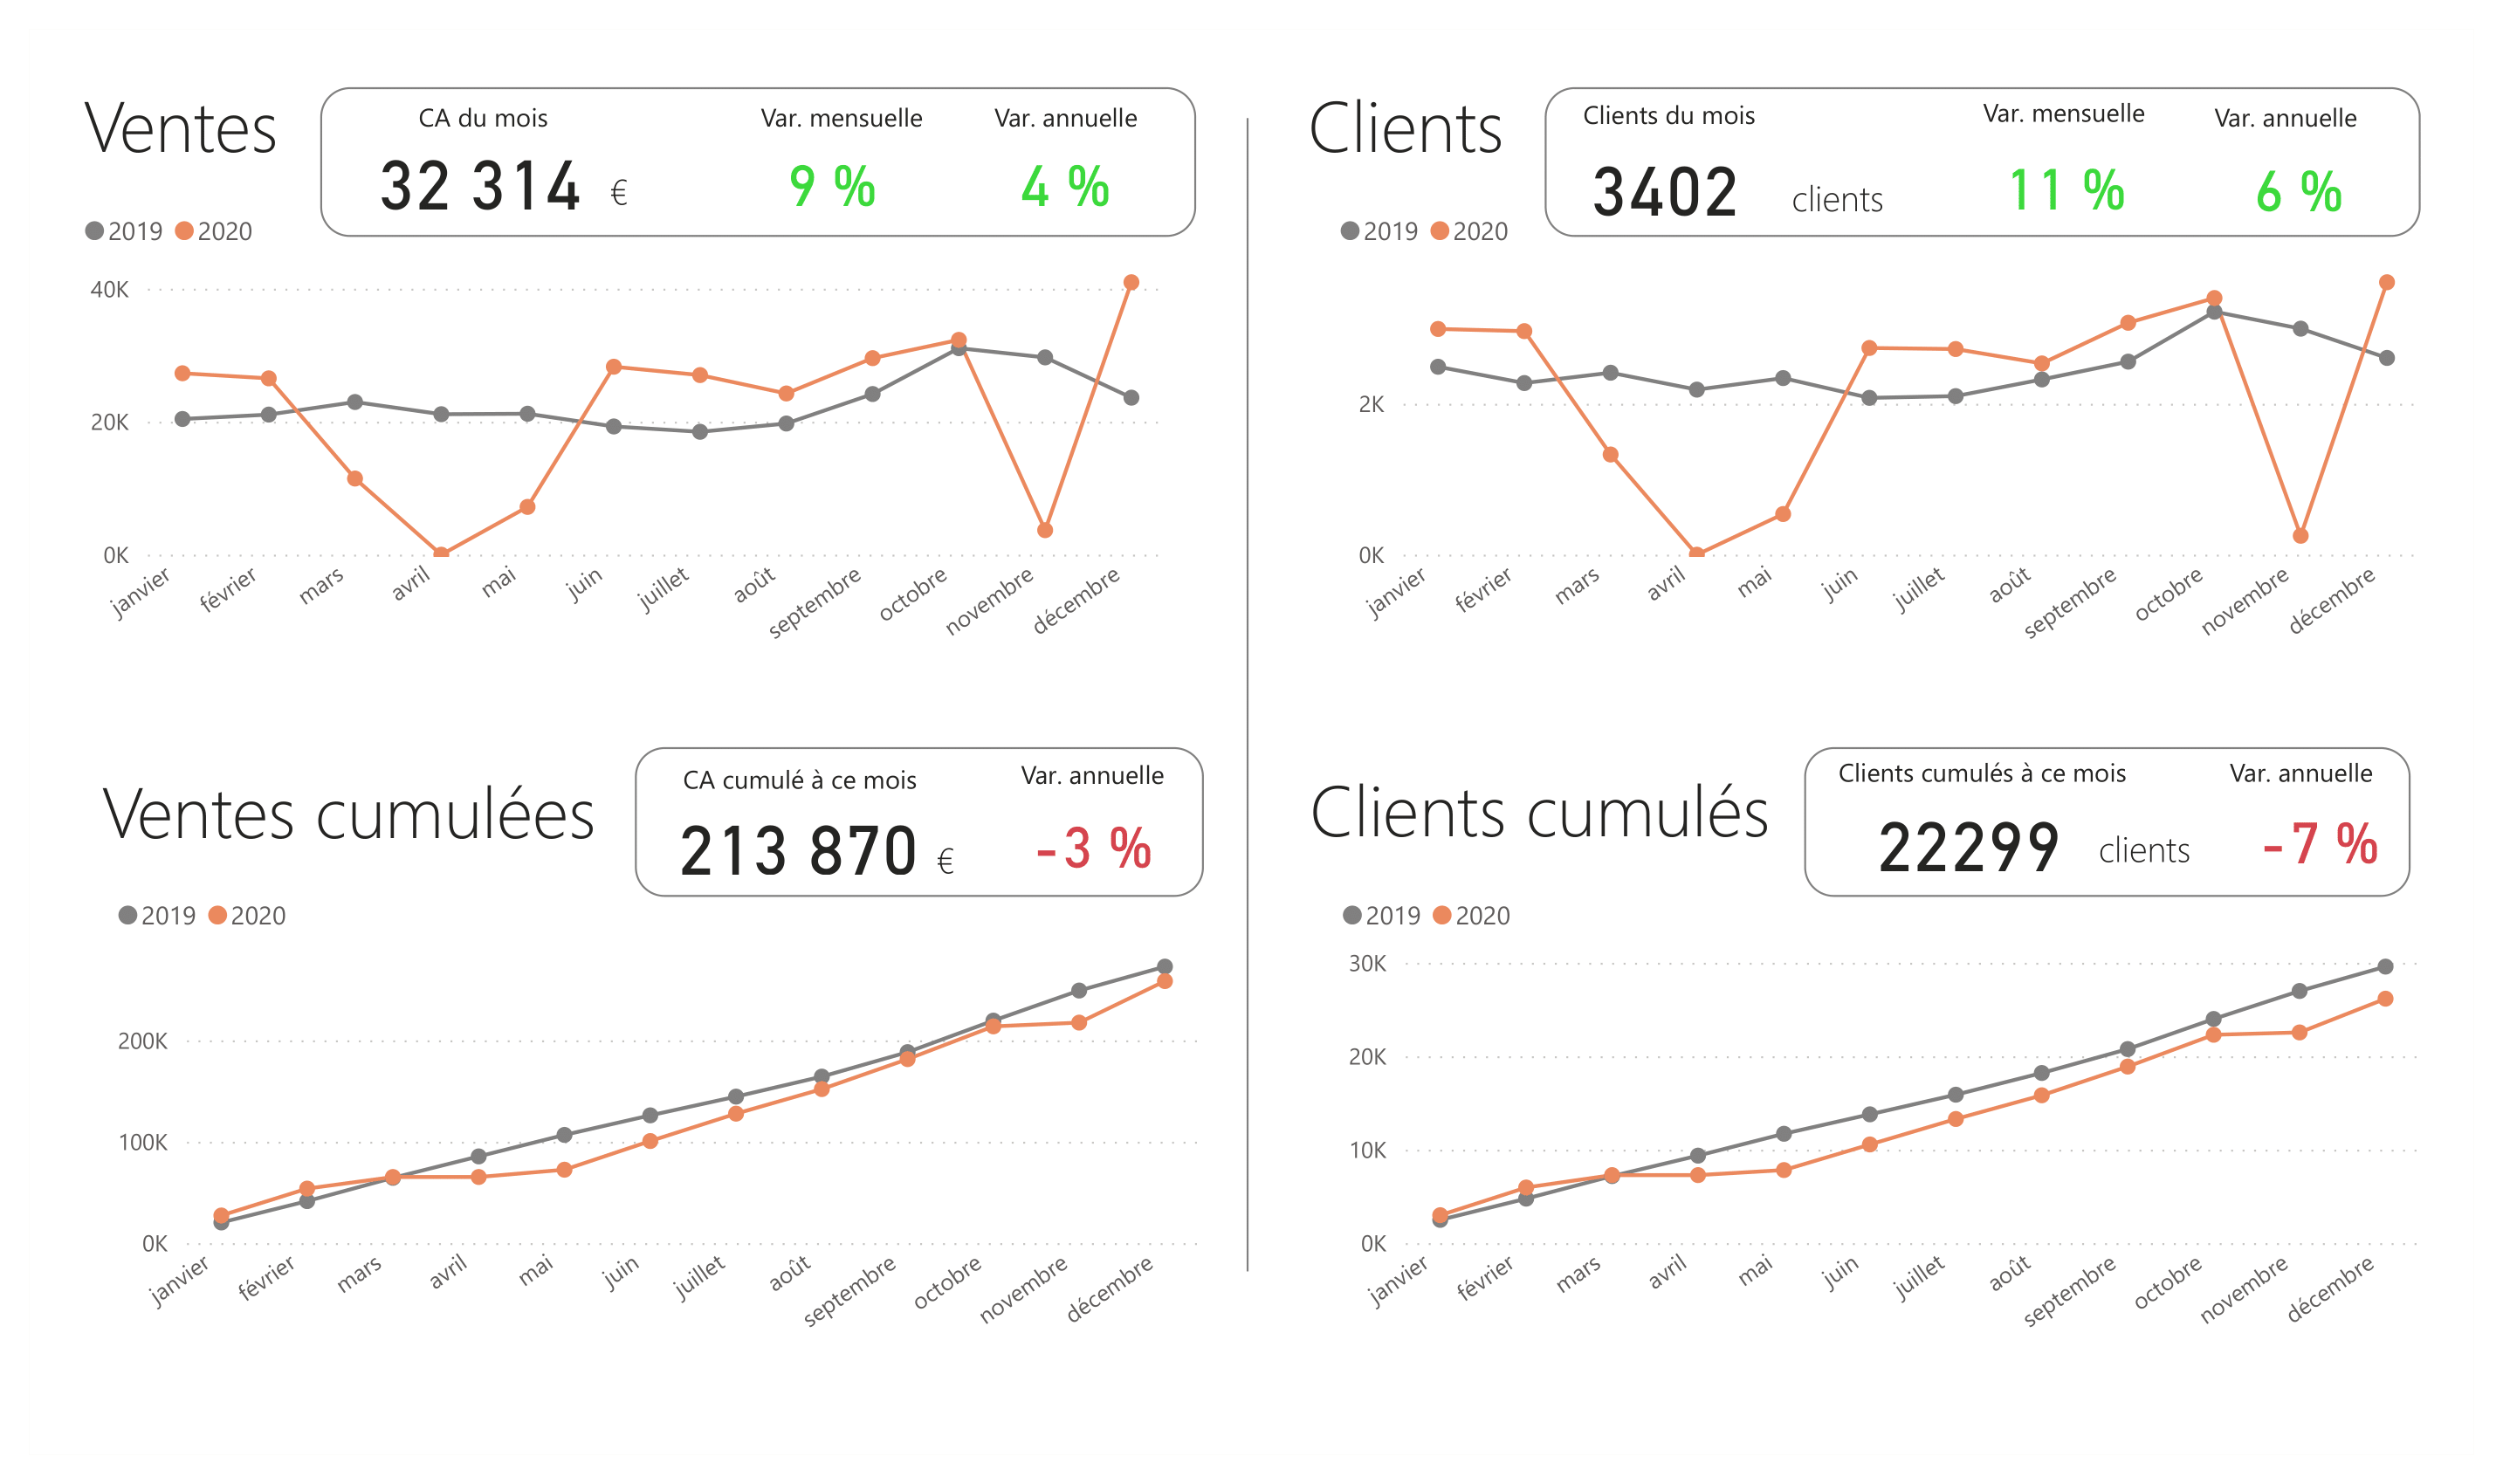 Ventes
CA du mois
Var. mensuelle
Var. annuelle
32 314 €
9 %
4 %
2019 2020
40K
20K
0K
janvier
février
mars
avril
mai
juin
juillet
août
septembre
octobre
novembre
décembre
Clients
Clients du mois
Var. mensuelle
Var. annuelle
3402 clients
11 %
6 %
2019 2020
2K
0K
janvier
février
mars
avril
mai
juin
juillet
août
septembre
octobre
novembre
décembre
Ventes cumulées
CA cumulé à ce mois
Var. annuelle
213 870 €
-3 %
2019 2020
200K
100K
0K
janvier
février
mars
avril
mai
juin
juillet
août
septembre
octobre
novembre
décembre
Clients cumulés
Clients cumulés à ce mois
Var. annuelle
22299 clients
-7 %
2019 2020
30K
20K
10K
0K
janvier
février
mars
avril
mai
juin
juillet
août
septembre
octobre
novembre
décembre